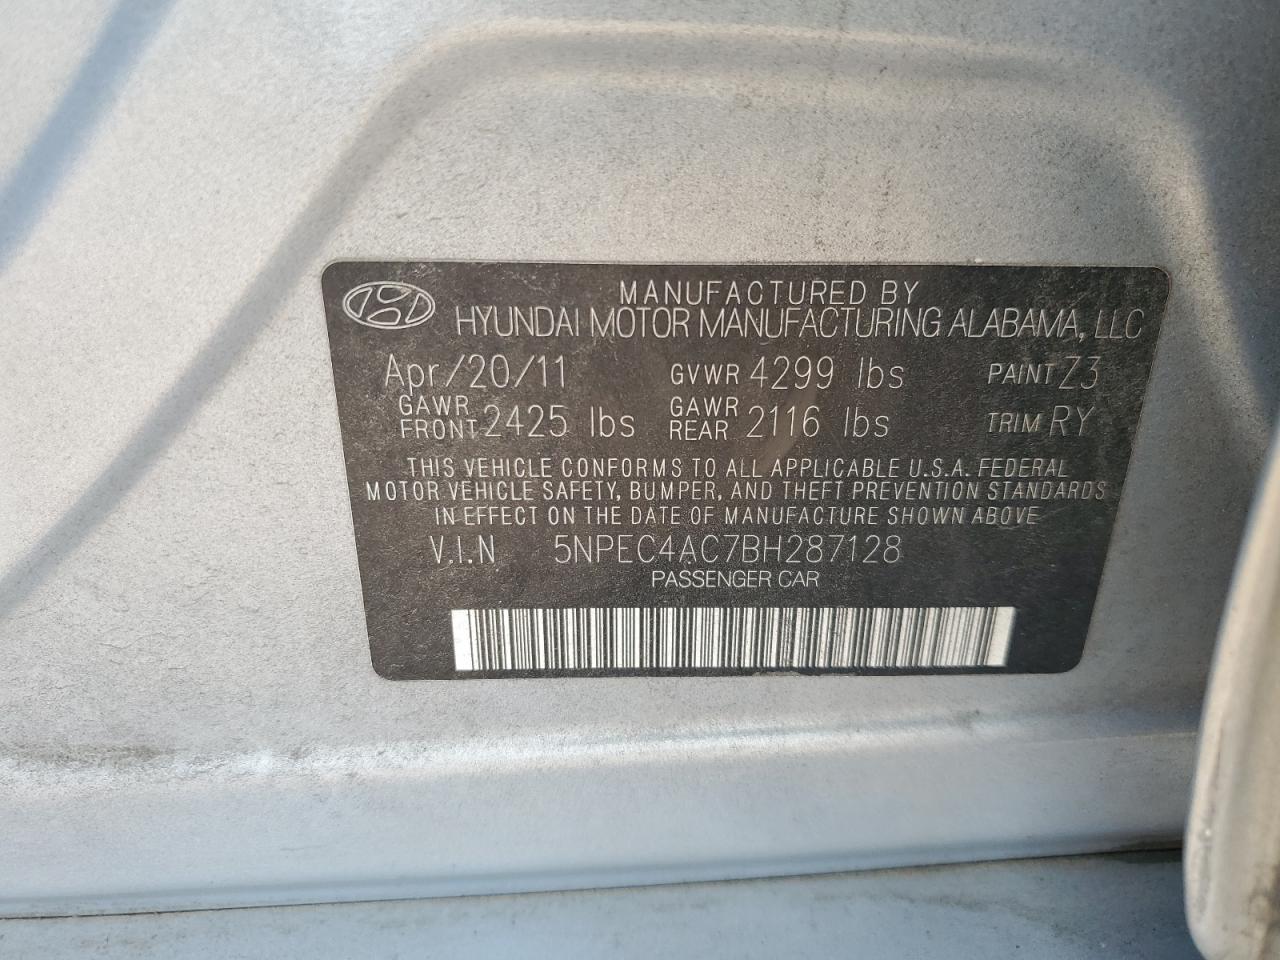 MANUFACTURED BY
HYUNDAI MOTOR MANUFACTURING ALABAMA, LLC
Apr/20/11 GVWR 4299 lbs PAINT Z3
GAWR FRONT 2425 lbs GAWR REAR 2116 lbs TRIM RY
THIS VEHICLE CONFORMS TO ALL APPLICABLE U.S.A. FEDERAL
MOTOR VEHICLE SAFETY, BUMPER, AND THEFT PREVENTION STANDARDS
IN EFFECT ON THE DATE OF MANUFACTURE SHOWN ABOVE
V.I.N 5NPEC4AC7BH287128
PASSENGER CAR